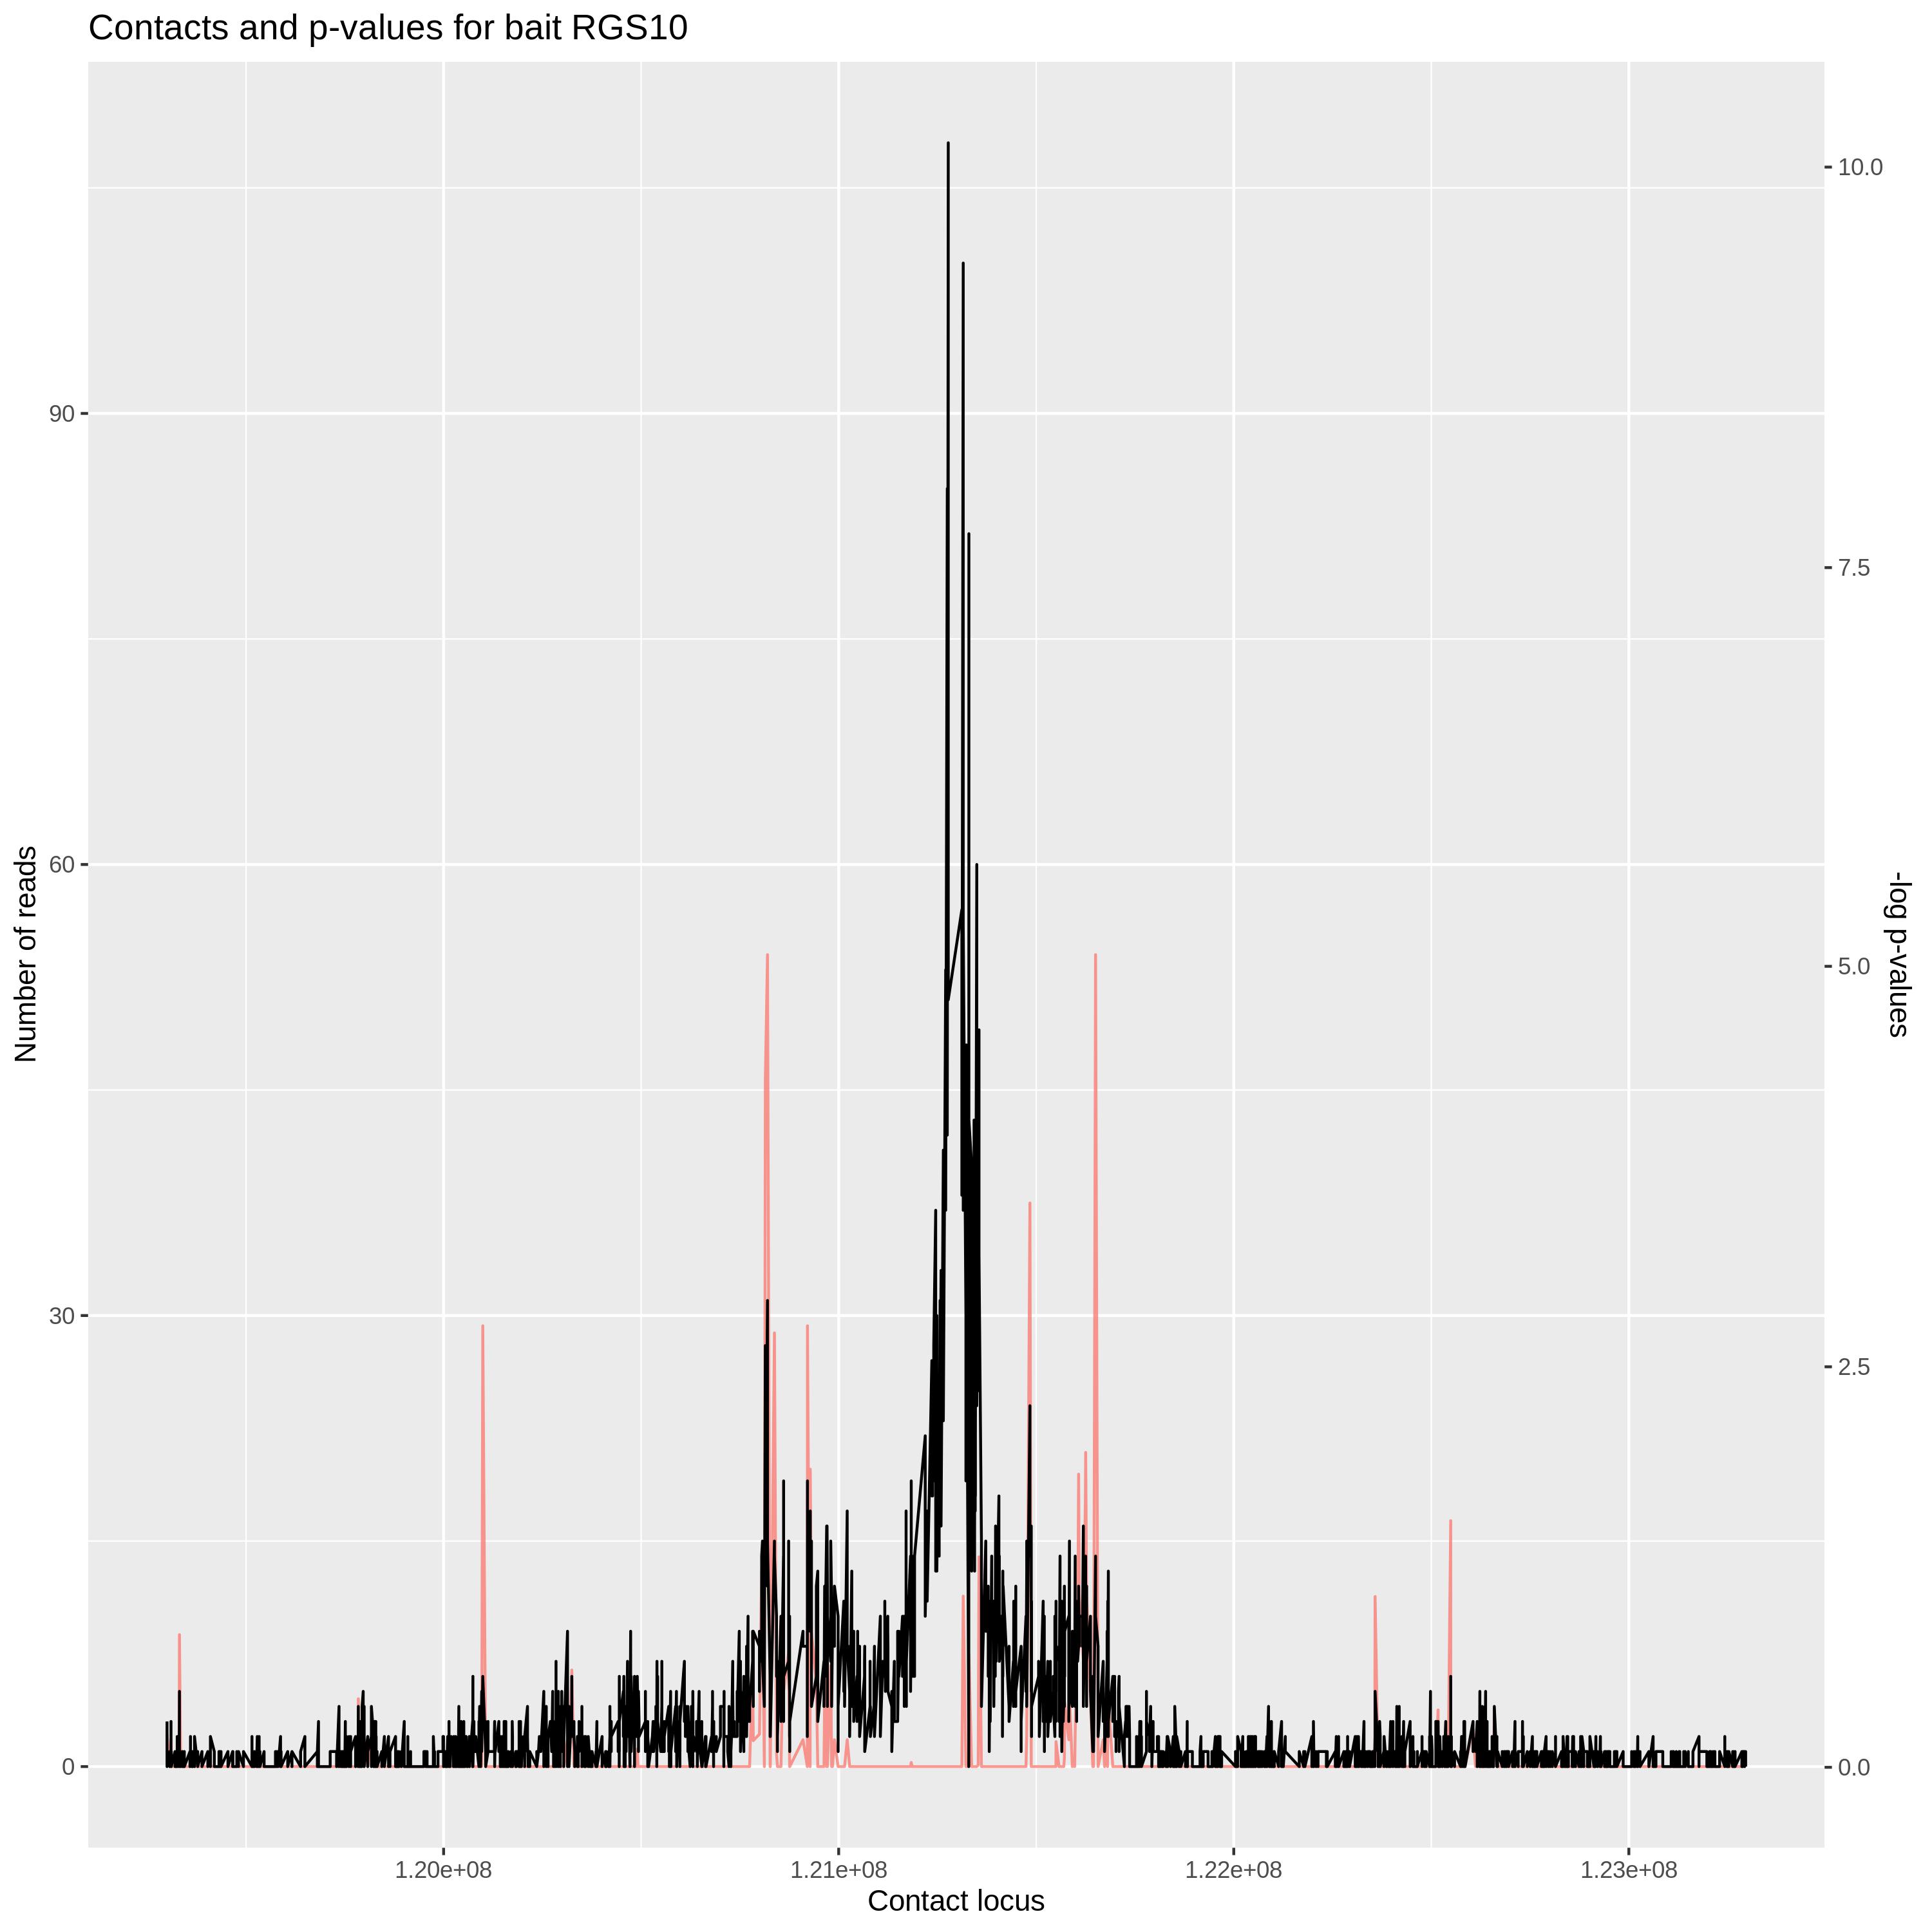 Contacts and p-values for bait RGS10
Number of reads
90
60
30
0
10.0
7.5
5.0
2.5
0.0
-log p-values
1.20e+08 1.21e+08 1.22e+08 1.23e+08
Contact locus